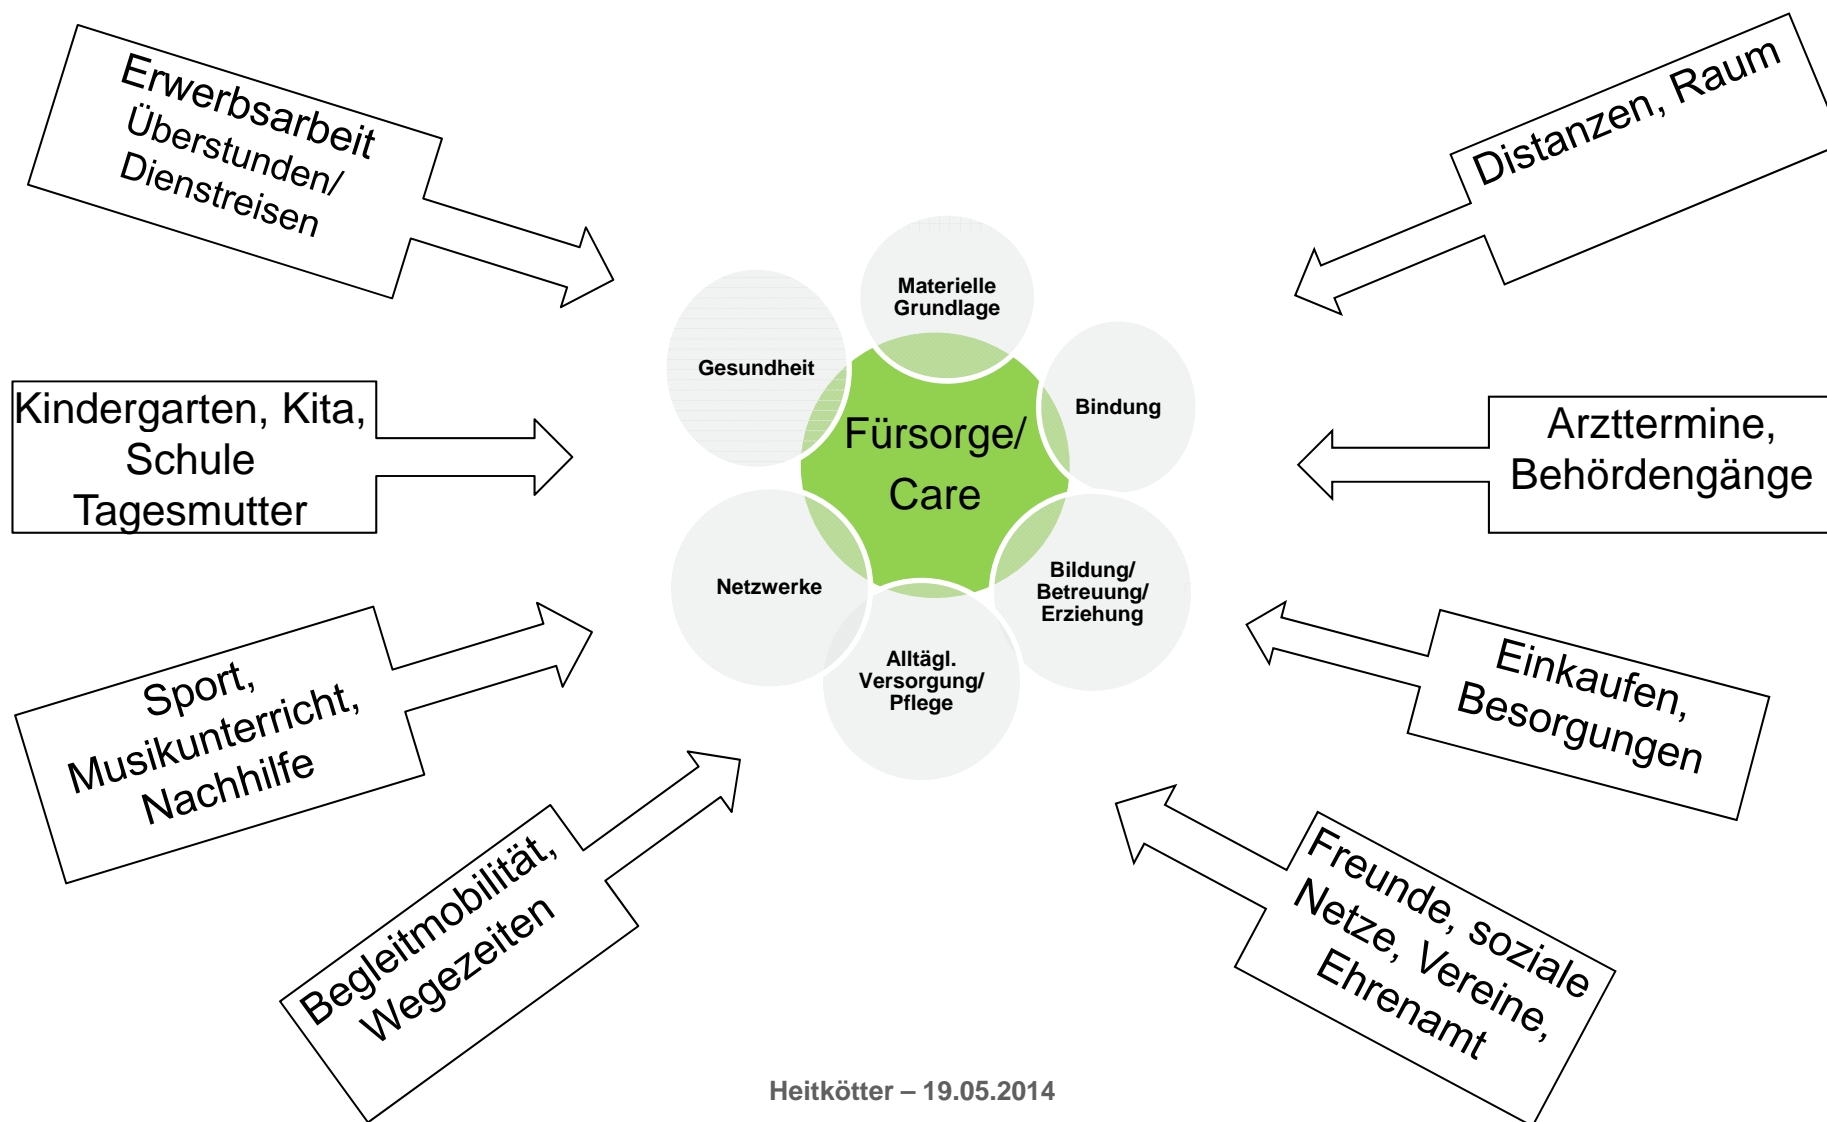 Erwerbsarbeit
Überstunden/
Dienstreisen
Distanzen, Raum
Kindergarten, Kita,
Schule
Tagesmutter
Arzttermine,
Behördengänge
Sport,
Musikunterricht,
Nachhilfe
Einkaufen,
Besorgungen
Begleitmobilität,
Wegezeiten
Freunde, soziale
Netze, Vereine,
Ehrenamt
Fürsorge/
Care
Materielle
Grundlage
Bindung
Bildung/
Betreuung/
Erziehung
Alltägl.
Versorgung/
Pflege
Netzwerke
Gesundheit
Heitkötter – 19.05.2014